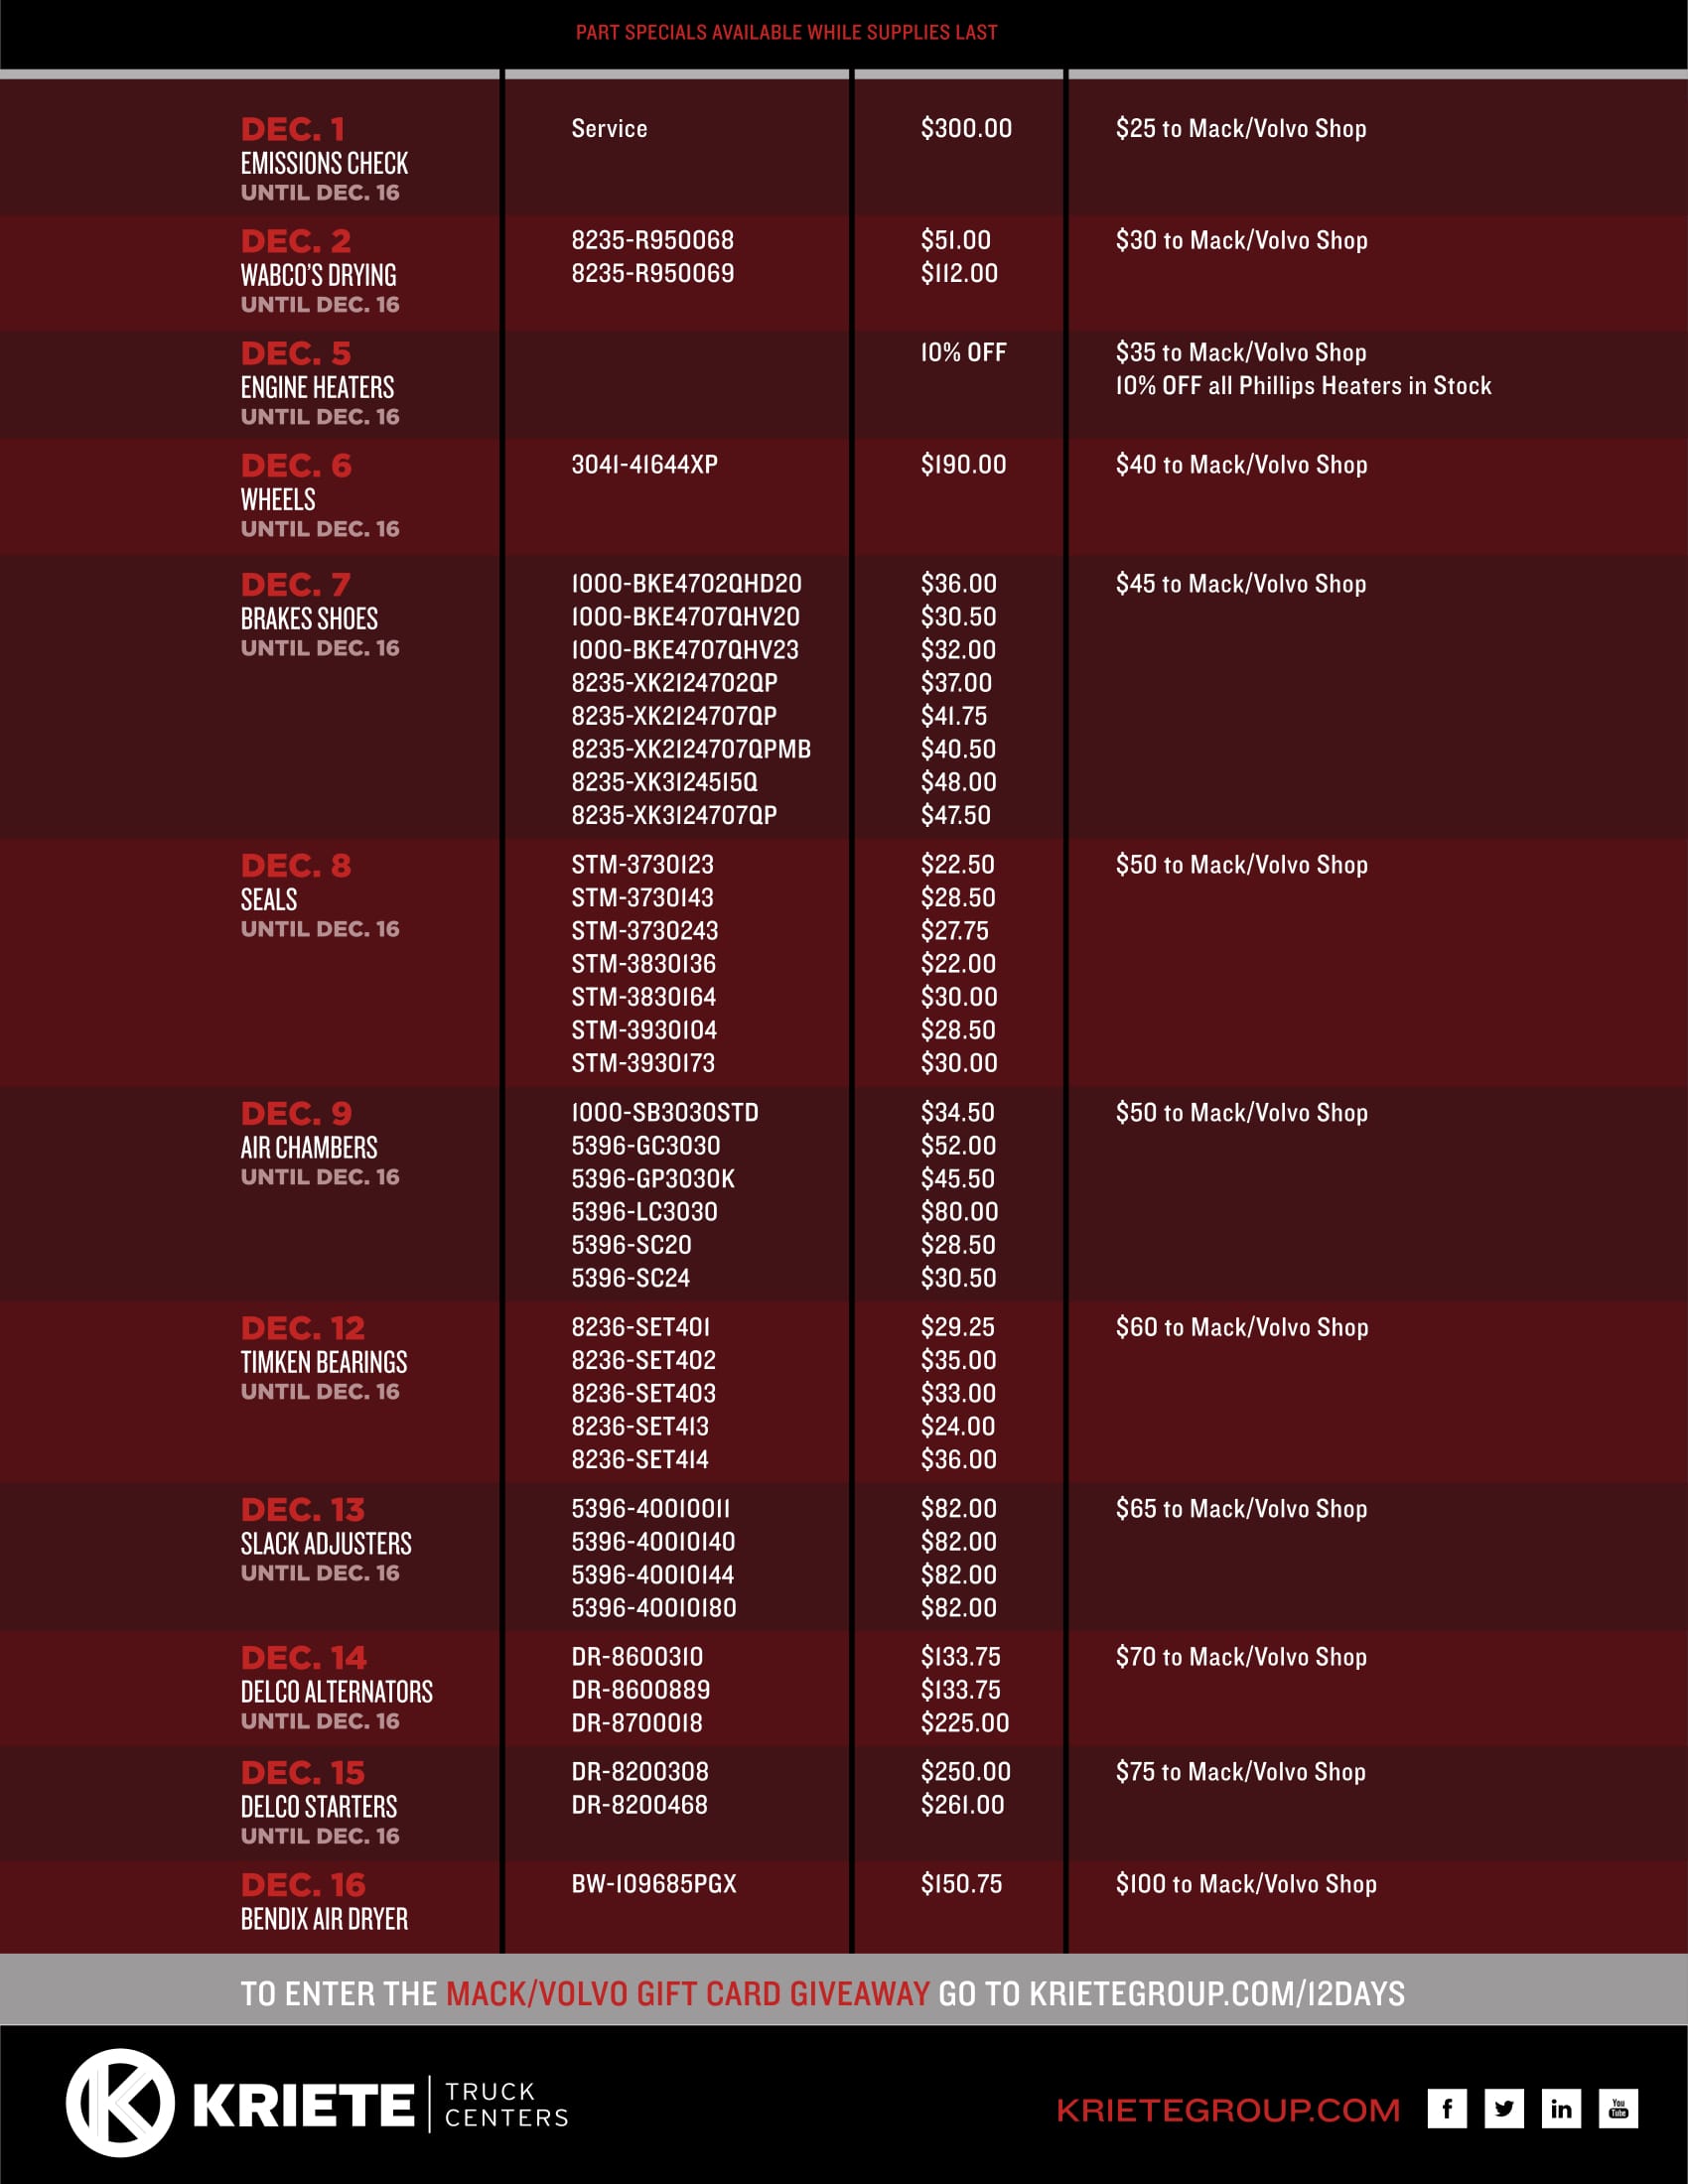 PART SPECIALS AVAILABLE WHILE SUPPLIES LAST
DEC. 1
EMISSIONS CHECK
UNTIL DEC. 16
Service
$300.00
$25 to Mack/Volvo Shop
DEC. 2
WABCO'S DRYING
UNTIL DEC. 16
8235-R950068 $51.00
8235-R950069 $112.00
$30 to Mack/Volvo Shop
DEC. 5
ENGINE HEATERS
UNTIL DEC. 16
10% OFF
$35 to Mack/Volvo Shop
10% OFF all Phillips Heaters in Stock
DEC. 6
WHEELS
UNTIL DEC. 16
3041-41644XP $190.00
$40 to Mack/Volvo Shop
DEC. 7
BRAKES SHOES
UNTIL DEC. 16
1000-BKE4702QHD20 $36.00
1000-BKE4707QHV20 $30.50
1000-BKE4707QHV23 $32.00
8235-XK2124702QP $37.00
8235-XK2124707QP $41.75
8235-XK2124707QPMB $40.50
8235-XK3124515Q $48.00
8235-XK3124707QP $47.50
$45 to Mack/Volvo Shop
DEC. 8
SEALS
UNTIL DEC. 16
STM-3730123 $22.50
STM-3730143 $28.50
STM-3730243 $27.75
STM-3830136 $22.00
STM-3830164 $30.00
STM-3930104 $28.50
STM-3930173 $30.00
$50 to Mack/Volvo Shop
DEC. 9
AIR CHAMBERS
UNTIL DEC. 16
1000-SB3030STD $34.50
5396-GC3030 $52.00
5396-GP3030K $45.50
5396-LC3030 $80.00
5396-SC20 $28.50
5396-SC24 $30.50
$50 to Mack/Volvo Shop
DEC. 12
TIMKEN BEARINGS
UNTIL DEC. 16
8236-SET401 $29.25
8236-SET402 $35.00
8236-SET403 $33.00
8236-SET413 $24.00
8236-SET414 $36.00
$60 to Mack/Volvo Shop
DEC. 13
SLACK ADJUSTERS
UNTIL DEC. 16
5396-40010011 $82.00
5396-40010140 $82.00
5396-40010144 $82.00
5396-40010180 $82.00
$65 to Mack/Volvo Shop
DEC. 14
DELCO ALTERNATORS
UNTIL DEC. 16
DR-8600310 $133.75
DR-8600889 $133.75
DR-8700018 $225.00
$70 to Mack/Volvo Shop
DEC. 15
DELCO STARTERS
UNTIL DEC. 16
DR-8200308 $250.00
DR-8200468 $261.00
$75 to Mack/Volvo Shop
DEC. 16
BENDIX AIR DRYER
BW-109685PGX $150.75
$100 to Mack/Volvo Shop
TO ENTER THE MACK/VOLVO GIFT CARD GIVEAWAY GO TO KRIETEGROUP.COM/12DAYS
K KRIETE
TRUCK
CENTERS
KRIETEGROUP.COM
f
in
You
Tube